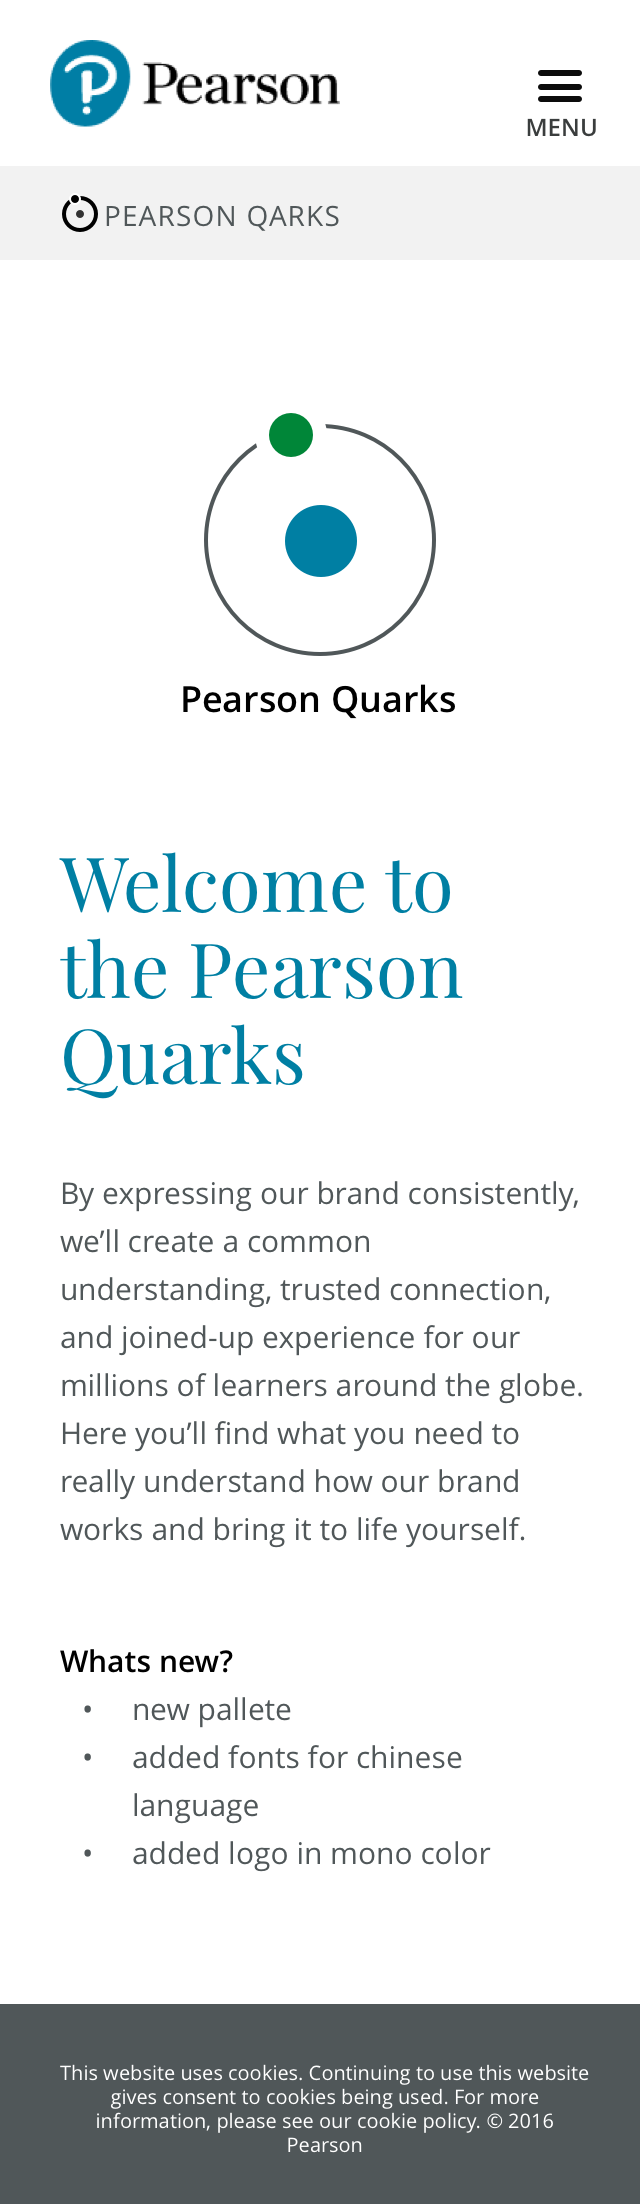 Pearson
MENU
PEARSON QARKS
Pearson Quarks
Welcome to
the Pearson
Quarks
By expressing our brand consistently,
we’ll create a common
understanding, trusted connection,
and joined-up experience for our
millions of learners around the globe.
Here you’ll find what you need to
really understand how our brand
works and bring it to life yourself.
Whats new?
• new pallete
• added fonts for chinese
language
• added logo in mono color
This website uses cookies. Continuing to use this website
gives consent to cookies being used. For more
information, please see our cookie policy. © 2016
Pearson